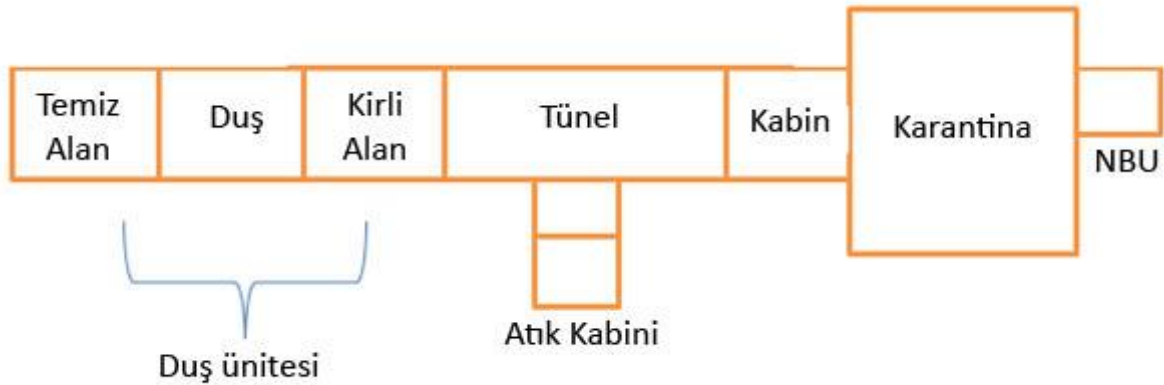 Temiz
Alan
Duş
Kirli
Alan
Tünel
Kabin
Karantina
NBU
Atık Kabini
Duş ünitesi